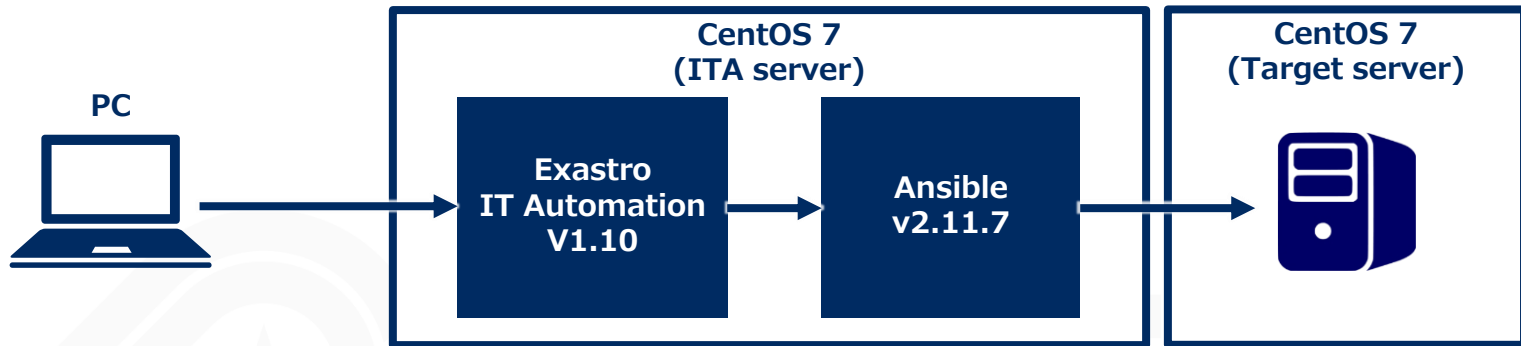 PC
CentOS 7
(ITA server)
Exastro
IT Automation
V1.10
Ansible
v2.11.7
CentOS 7
(Target server)